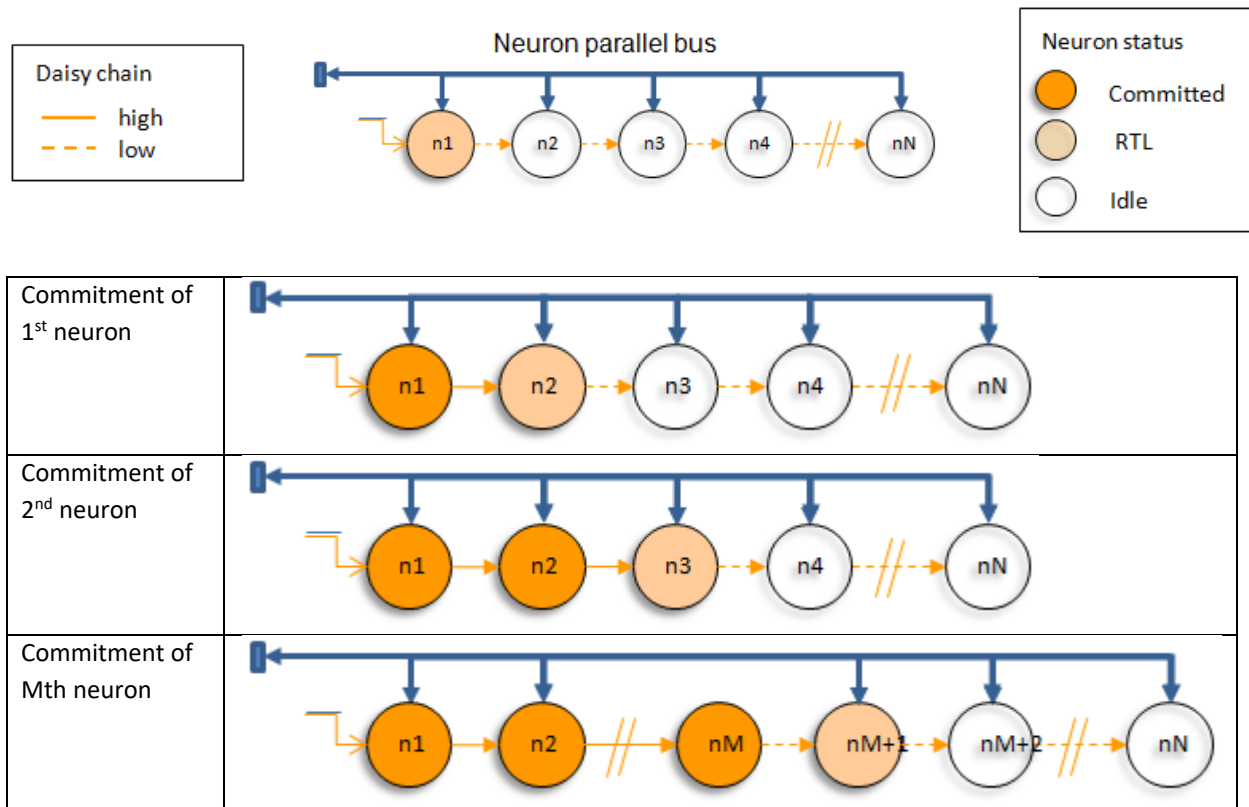 Daisy chain
high
low
Neuron parallel bus
n1 n2 n3 n4 nN
Neuron status
Committed
RTL
Idle
Commitment of
1st neuron
n1 n2 n3 n4 nN
Commitment of
2nd neuron
n1 n2 n3 n4 nN
Commitment of
Mth neuron
n1 n2 nM nM+1 nM+2 nN